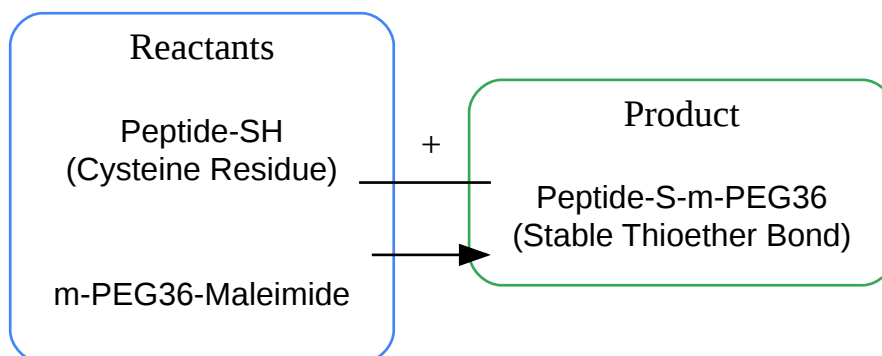 Reactants
Peptide-SH
(Cysteine Residue)
m-PEG36-Maleimide
+
Product
Peptide-S-m-PEG36
(Stable Thioether Bond)